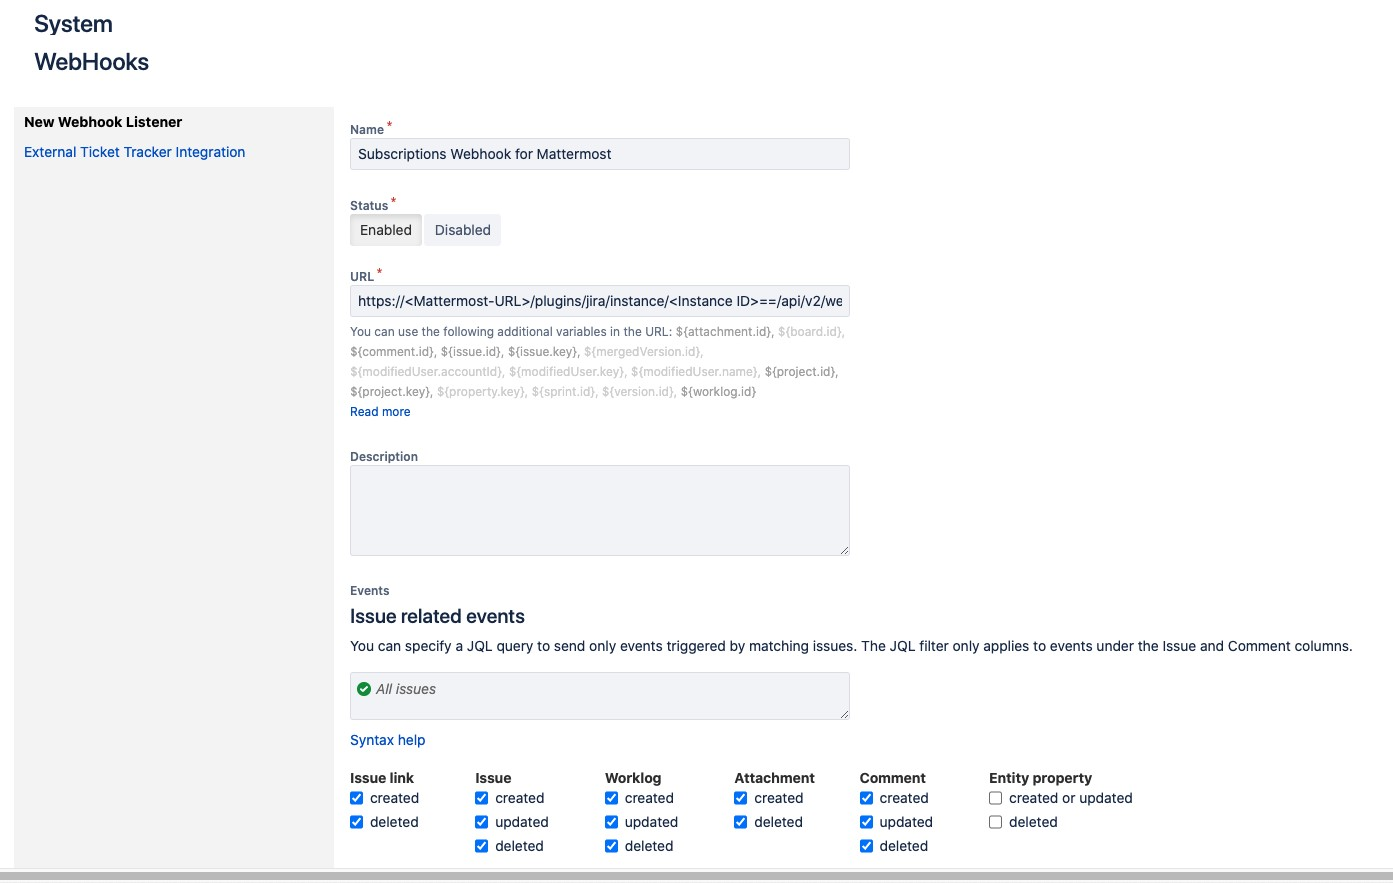 System
WebHooks
New Webhook Listener
External Ticket Tracker Integration
Name *
Subscriptions Webhook for Mattermost
Status *
Enabled Disabled
URL *
https://<Mattermost-URL>/plugins/jira/instance/<Instance ID>==/api/v2/we
You can use the following additional variables in the URL: ${attachment.id}, ${board.id},
${comment.id}, ${issue.id}, ${issue.key}, ${mergedVersion.id},
${modifiedUser.accountId}, ${modifiedUser.key}, ${modifiedUser.name}, ${project.id},
${project.key}, ${property.key}, ${sprint.id}, ${version.id}, ${worklog.id}
Read more
Description
Events
Issue related events
You can specify a JQL query to send only events triggered by matching issues. The JQL filter only applies to events under the Issue and Comment columns.
All issues
Syntax help
Issue link Issue Worklog Attachment Comment Entity property
created created created created created created or updated
deleted updated updated deleted updated deleted
deleted deleted deleted